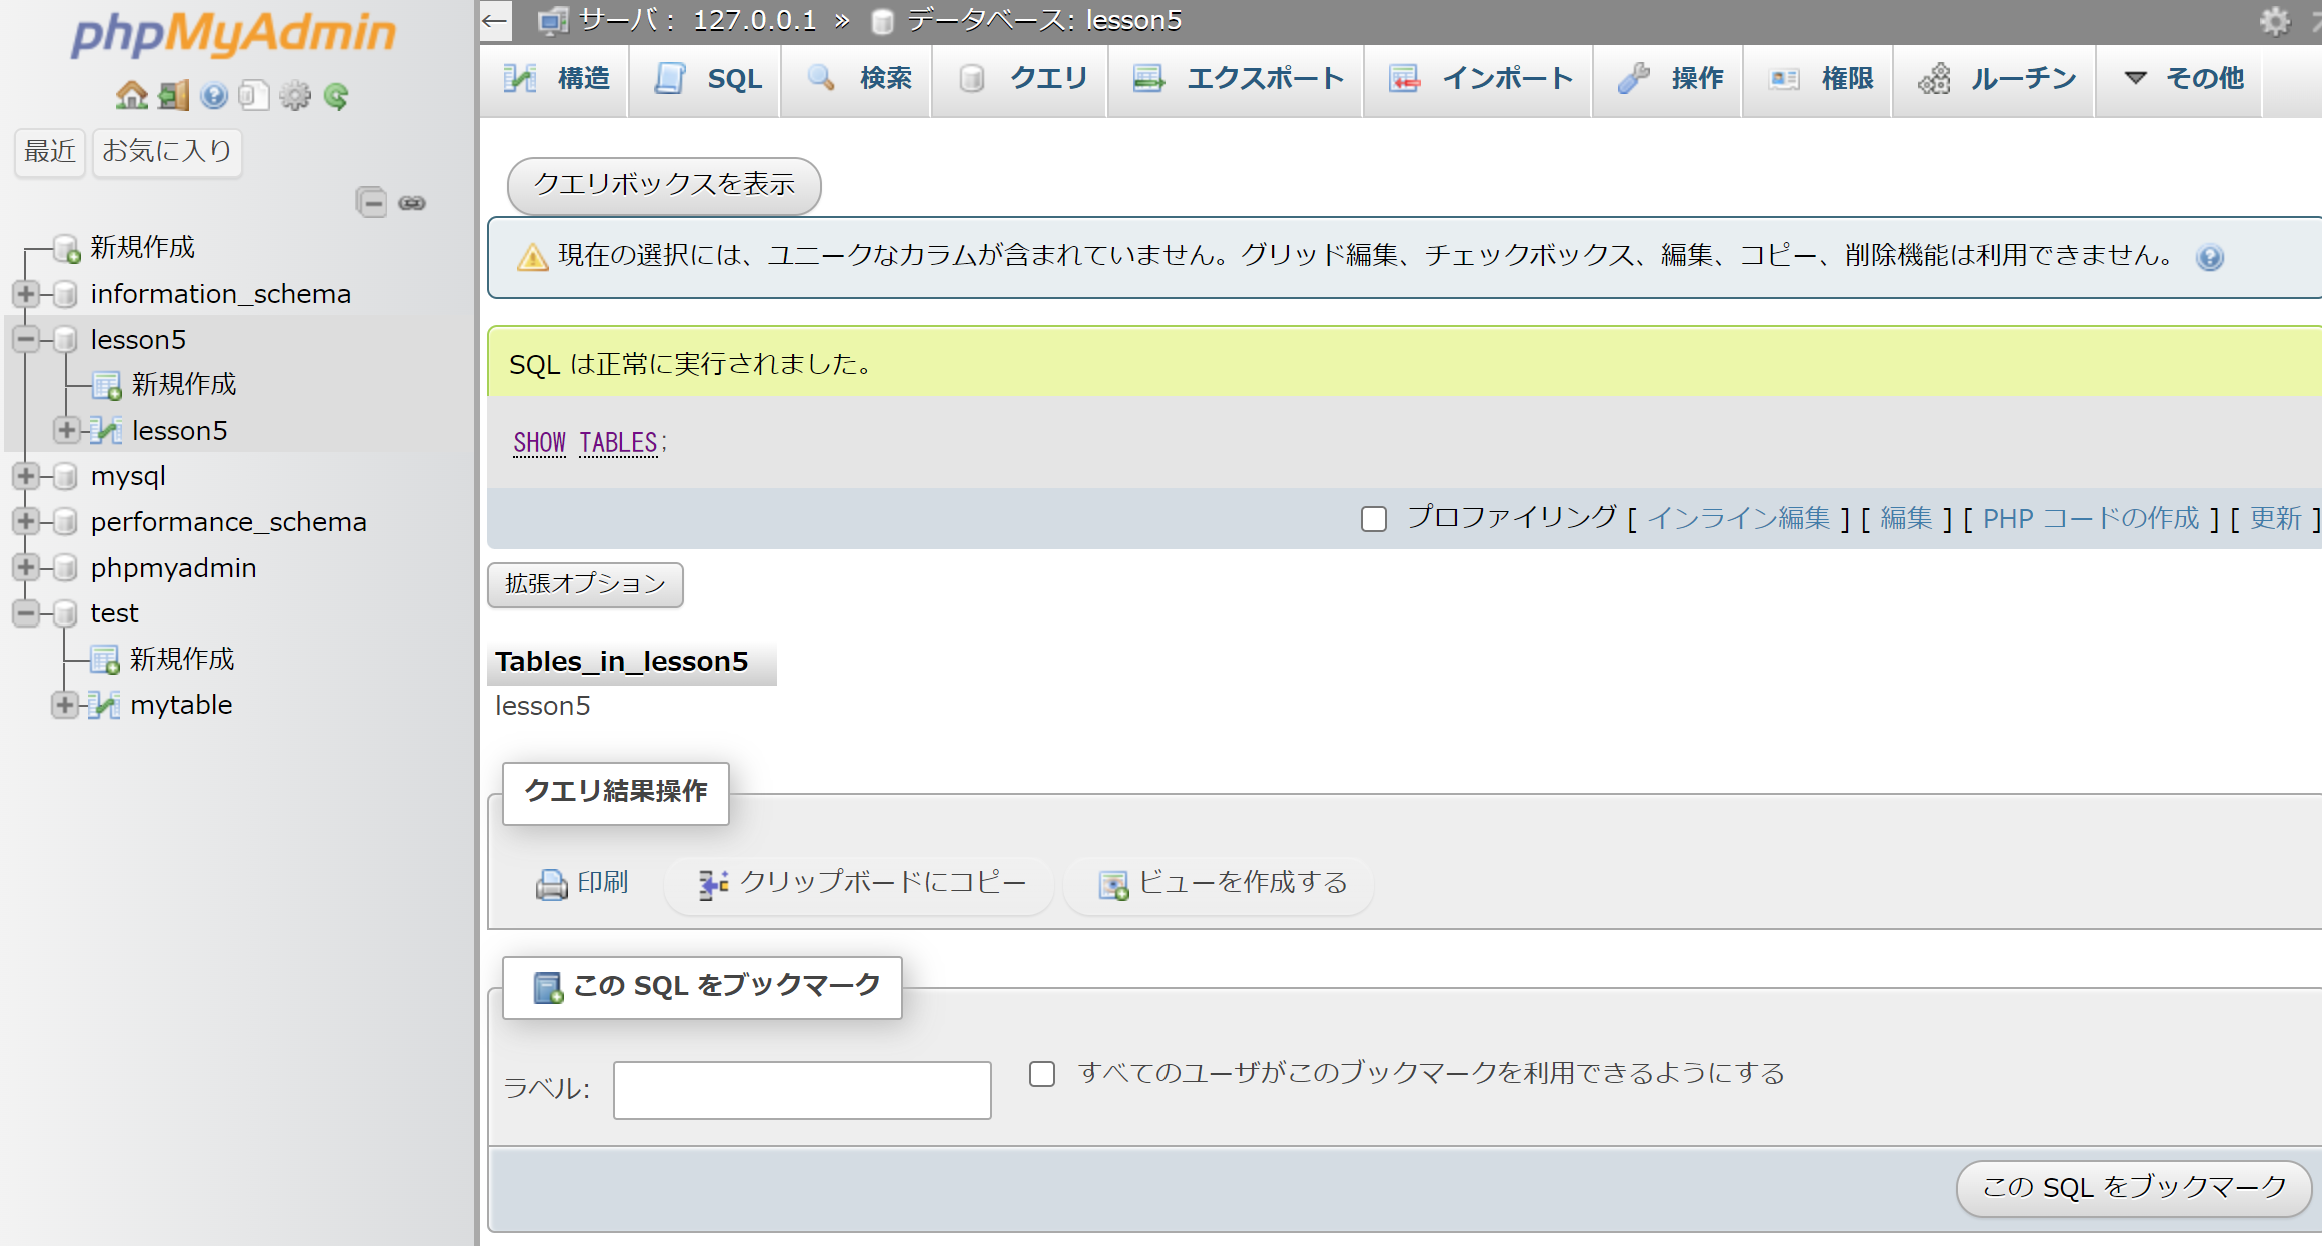 phpMyAdmin
最近 お気に入り
新規作成
information_schema
lesson5
新規作成
lesson5
mysql
performance_schema
phpmyadmin
test
新規作成
mytable
← サーバ： 127.0.0.1 » データベース: lesson5
構造 SQL 検索 クエリ エクスポート インポート 操作 権限 ルーチン その他
クエリボックスを表示
現在の選択には、ユニークなカラムが含まれていません。グリッド編集、チェックボックス、編集、コピー、削除機能は利用できません。
SQL は正常に実行されました。
SHOW TABLES;
プロファイリング [ インライン編集 ] [ 編集 ] [ PHP コードの作成 ] [ 更新 ]
拡張オプション
Tables_in_lesson5
lesson5
クエリ結果操作
印刷 クリップボードにコピー ビューを作成する
この SQL をブックマーク
ラベル: すべてのユーザがこのブックマークを利用できるようにする
この SQL をブックマーク